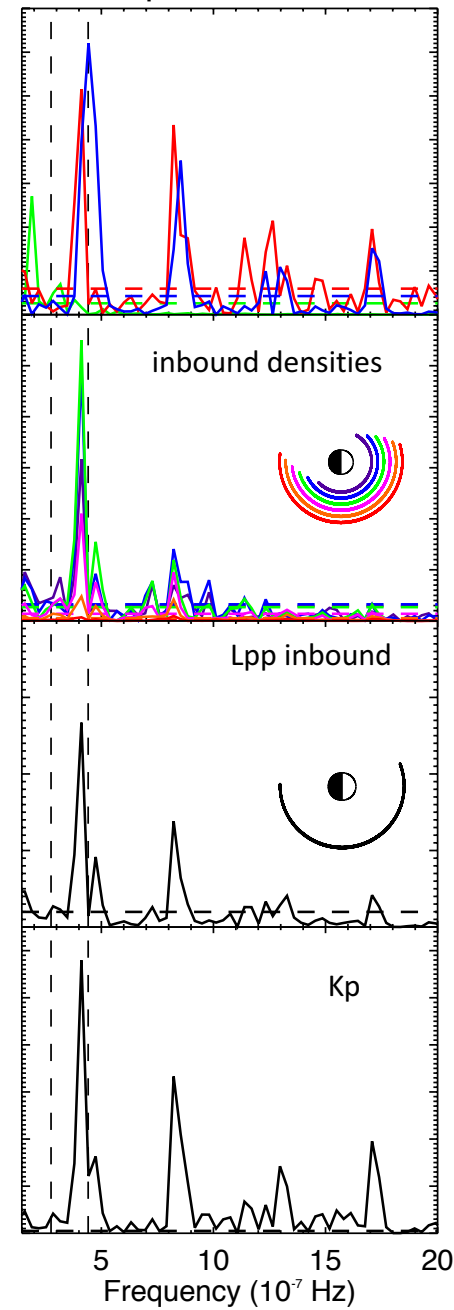 inbound densities
Lpp inbound
Kp
5 10 15 20
Frequency (10⁻⁷ Hz)